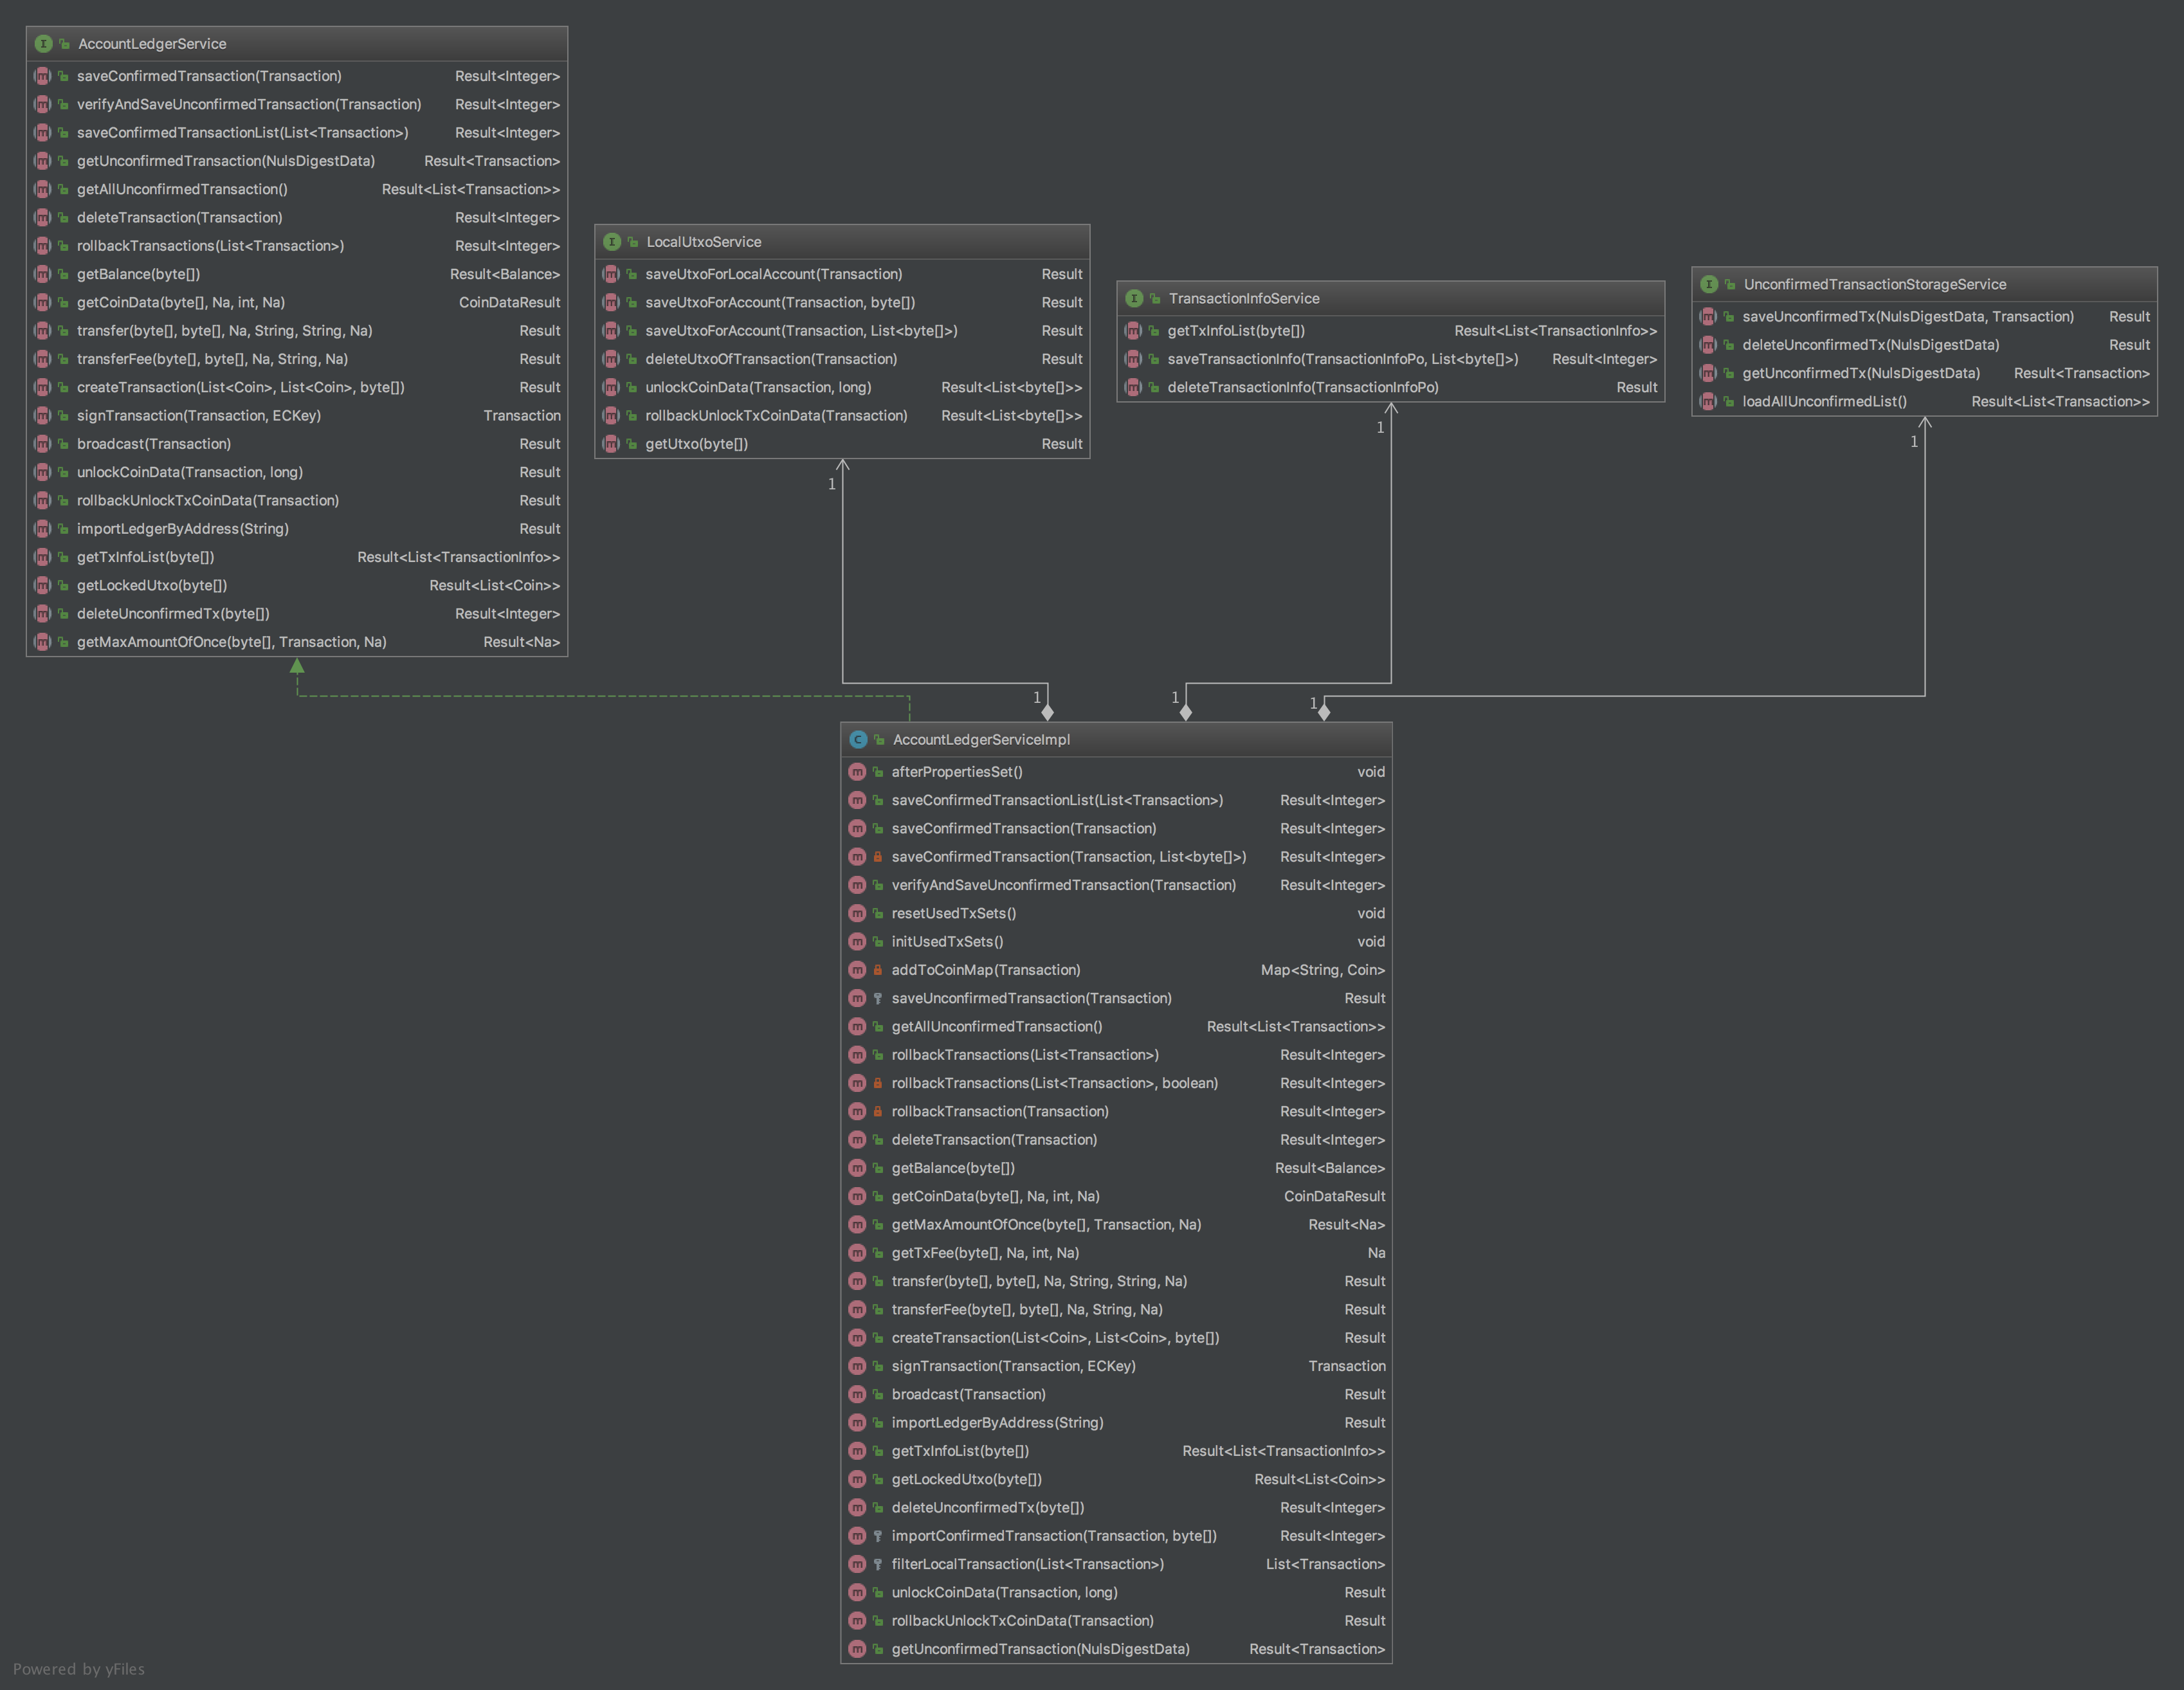 AccountLedgerService
saveConfirmedTransaction(Transaction) Result<Integer>
verifyAndSaveUnconfirmedTransaction(Transaction) Result<Integer>
saveConfirmedTransactionList(List<Transaction>) Result<Integer>
getUnconfirmedTransaction(NulsDigestData) Result<Transaction>
getAllUnconfirmedTransaction() Result<List<Transaction>>
deleteTransaction(Transaction) Result<Integer>
rollbackTransactions(List<Transaction>) Result<Integer>
getBalance(byte[]) Result<Balance>
getCoinData(byte[], Na, int, Na) CoinDataResult
transfer(byte[], byte[], Na, String, String, Na) Result
transferFee(byte[], byte[], Na, String, Na) Result
createTransaction(List<Coin>, List<Coin>, byte[]) Result
signTransaction(Transaction, ECKey) Transaction
broadcast(Transaction) Result
unlockCoinData(Transaction, long) Result
rollbackUnlockTxCoinData(Transaction) Result
importLedgerByAddress(String) Result
getTxInfoList(byte[]) Result<List<TransactionInfo>>
getLockedUtxo(byte[]) Result<List<Coin>>
deleteUnconfirmedTx(byte[]) Result<Integer>
getMaxAmountOfOnce(byte[], Transaction, Na) Result<Na>
LocalUtxoService
saveUtxoForLocalAccount(Transaction) Result
saveUtxoForAccount(Transaction, byte[]) Result
saveUtxoForAccount(Transaction, List<byte[]>) Result
deleteUtxoOfTransaction(Transaction) Result
unlockCoinData(Transaction, long) Result<List<byte[]>>
rollbackUnlockTxCoinData(Transaction) Result<List<byte[]>>
getUtxo(byte[]) Result
TransactionInfoService
getTxInfoList(byte[]) Result<List<TransactionInfo>>
saveTransactionInfo(TransactionInfoPo, List<byte[]>) Result<Integer>
deleteTransactionInfo(TransactionInfoPo) Result
UnconfirmedTransactionStorageService
saveUnconfirmedTx(NulsDigestData, Transaction) Result
deleteUnconfirmedTx(NulsDigestData) Result
getUnconfirmedTx(NulsDigestData) Result<Transaction>
loadAllUnconfirmedList() Result<List<Transaction>>
1
1
1
1
1
1
AccountLedgerServiceImpl
afterPropertiesSet() void
saveConfirmedTransactionList(List<Transaction>) Result<Integer>
saveConfirmedTransaction(Transaction) Result<Integer>
saveConfirmedTransaction(Transaction, List<byte[]>) Result<Integer>
verifyAndSaveUnconfirmedTransaction(Transaction) Result<Integer>
resetUsedTxSets() void
initUsedTxSets() void
addToCoinMap(Transaction) Map<String, Coin>
saveUnconfirmedTransaction(Transaction) Result
getAllUnconfirmedTransaction() Result<List<Transaction>>
rollbackTransactions(List<Transaction>) Result<Integer>
rollbackTransactions(List<Transaction>, boolean) Result<Integer>
rollbackTransaction(Transaction) Result<Integer>
deleteTransaction(Transaction) Result<Integer>
getBalance(byte[]) Result<Balance>
getCoinData(byte[], Na, int, Na) CoinDataResult
getMaxAmountOfOnce(byte[], Transaction, Na) Result<Na>
getTxFee(byte[], Na, int, Na) Na
transfer(byte[], byte[], Na, String, String, Na) Result
transferFee(byte[], byte[], Na, String, Na) Result
createTransaction(List<Coin>, List<Coin>, byte[]) Result
signTransaction(Transaction, ECKey) Transaction
broadcast(Transaction) Result
importLedgerByAddress(String) Result
getTxInfoList(byte[]) Result<List<TransactionInfo>>
getLockedUtxo(byte[]) Result<List<Coin>>
deleteUnconfirmedTx(byte[]) Result<Integer>
importConfirmedTransaction(Transaction, byte[]) Result<Integer>
filterLocalTransaction(List<Transaction>) List<Transaction>
unlockCoinData(Transaction, long) Result
rollbackUnlockTxCoinData(Transaction) Result
getUnconfirmedTransaction(NulsDigestData) Result<Transaction>
Powered by yFiles